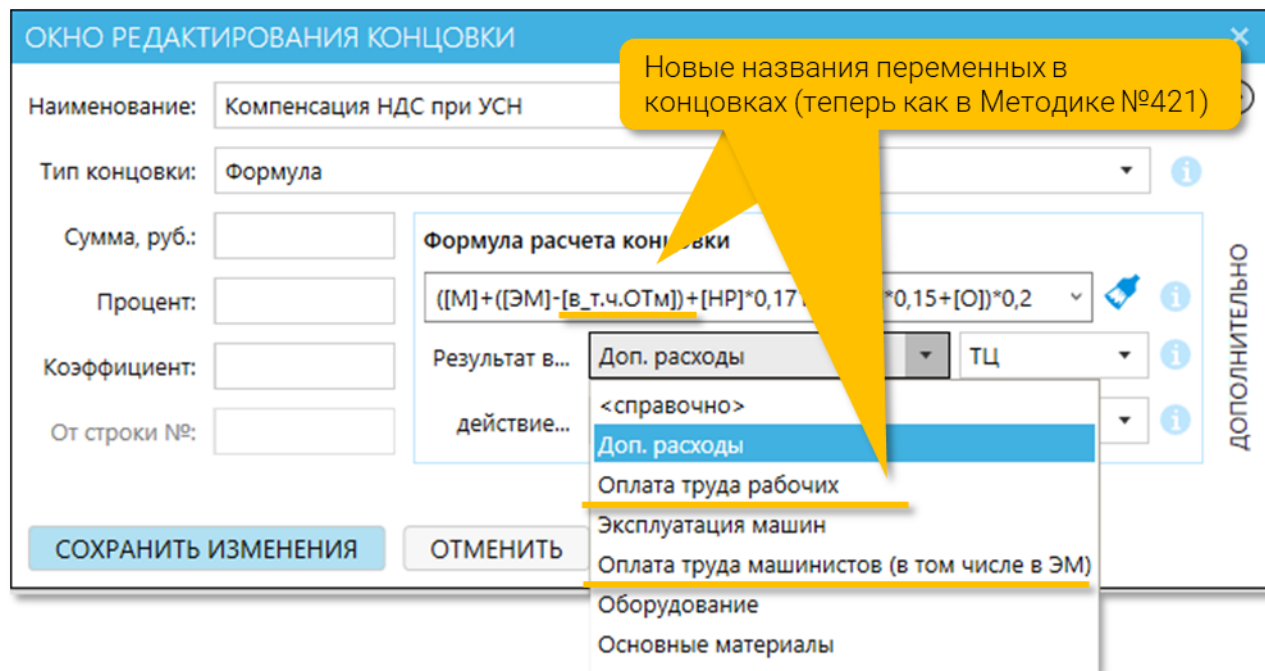 ОКНО РЕДАКТИРОВАНИЯ КОНЦОВКИ
Новые названия переменных в
концовках (теперь как в Методике №421)
Наименование: Компенсация НДС при УСН
Тип концовки: Формула
Сумма, руб.:
Процент:
Коэффициент:
От строки №:
Формула расчета концовки
([М]+([ЭМ]-[в_т.ч.ОТм])+[НР]*0,17 *0,15+[О])*0,2
Результат в... Доп. расходы ТЦ
действие...
<справочно>
Доп. расходы
Оплата труда рабочих
Эксплуатация машин
Оплата труда машинистов (в том числе в ЭМ)
Оборудование
Основные материалы
ДОПОЛНИТЕЛЬНО
СОХРАНИТЬ ИЗМЕНЕНИЯ ОТМЕНИТЬ